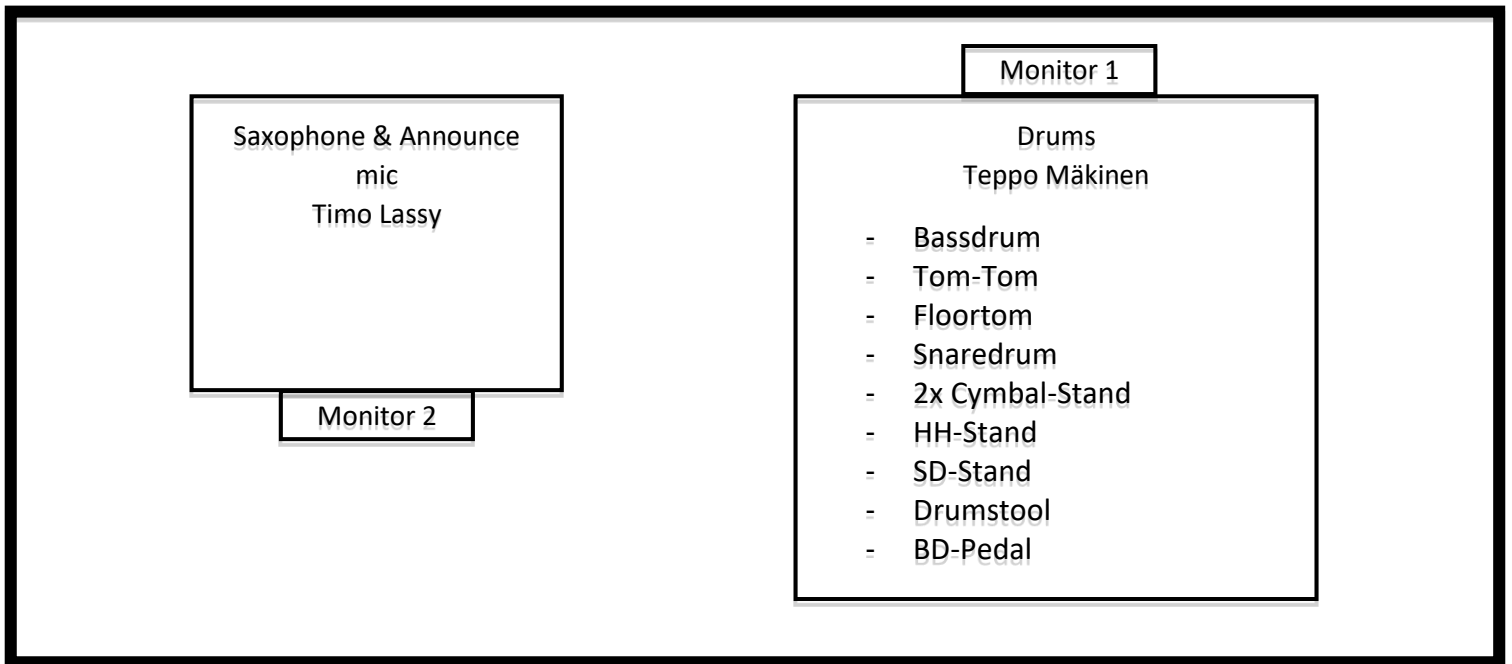 Saxophone & Announce
mic
Timo Lassy
Monitor 2
Monitor 1
Drums
Teppo Mäkinen
- Bassdrum
- Tom-Tom
- Floortom
- Snaredrum
- 2x Cymbal-Stand
- HH-Stand
- SD-Stand
- Drumstool
- BD-Pedal